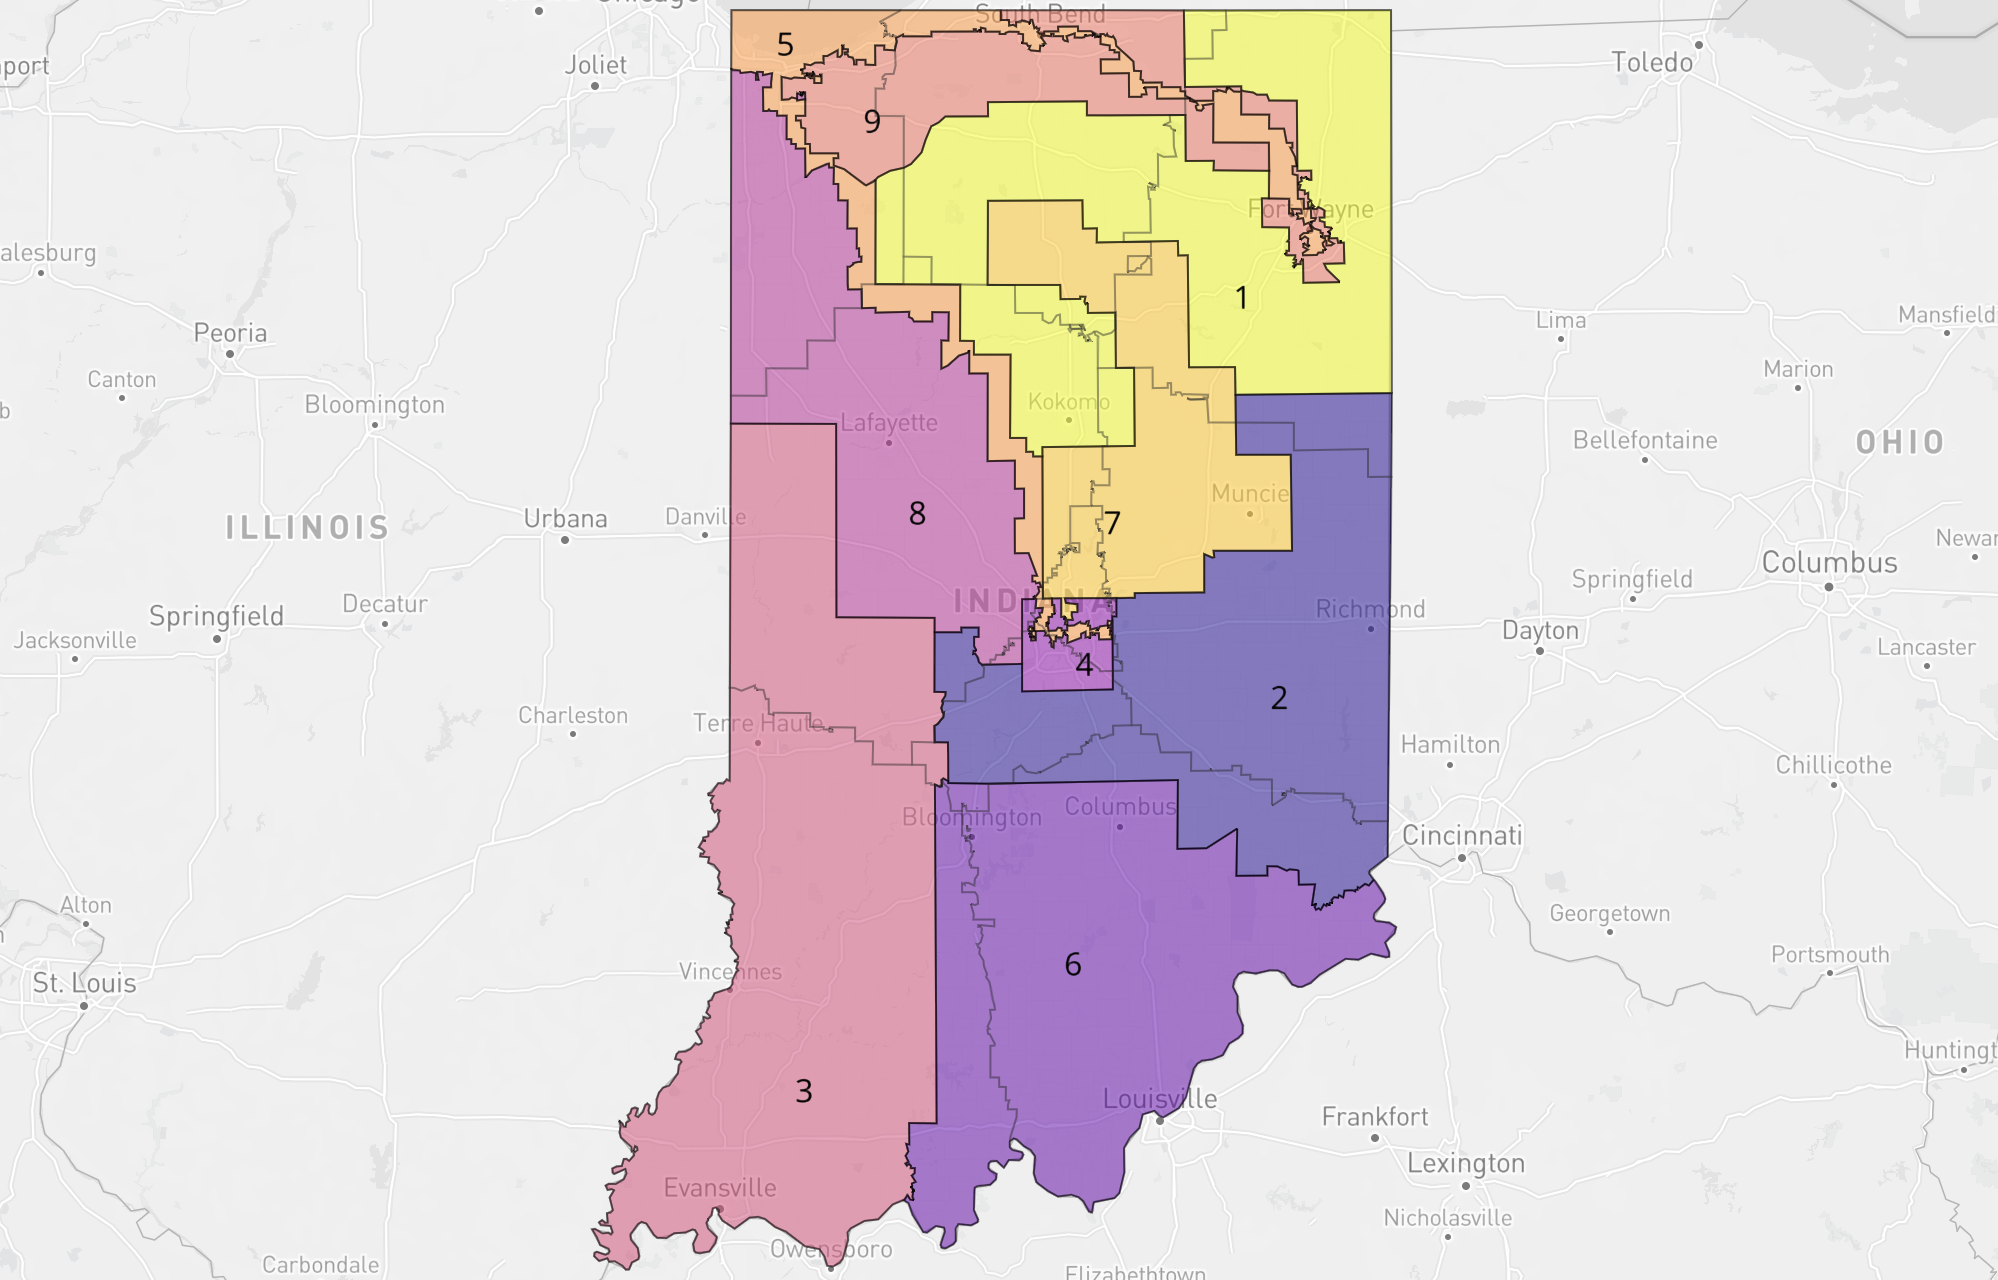 Chicago
South Bend
5
Toledo
port
Joliet
9
Fort Wayne
alesburg
1
Lima
Mansfield
Peoria
Marion
Canton
Kokomo
Bloomington
Lafayette
Bellefontaine
OHIO
b
Muncie
8
7
ILLINOIS
Urbana
Danville
Newar
Columbus
Springfield
INDIANA
Springfield
Decatur
Richmond
Jacksonville
Dayton
Lancaster
4
2
Charleston
Terre Haute
Hamilton
Chillicothe
Bloomington
Columbus
Cincinnati
Alton
Georgetown
n
Portsmouth
6
St. Louis
Vincennes
Huntingt
3
Louisville
Frankfort
Lexington
Evansville
Nicholasville
Owensboro
Carbondale
Elizabethtown